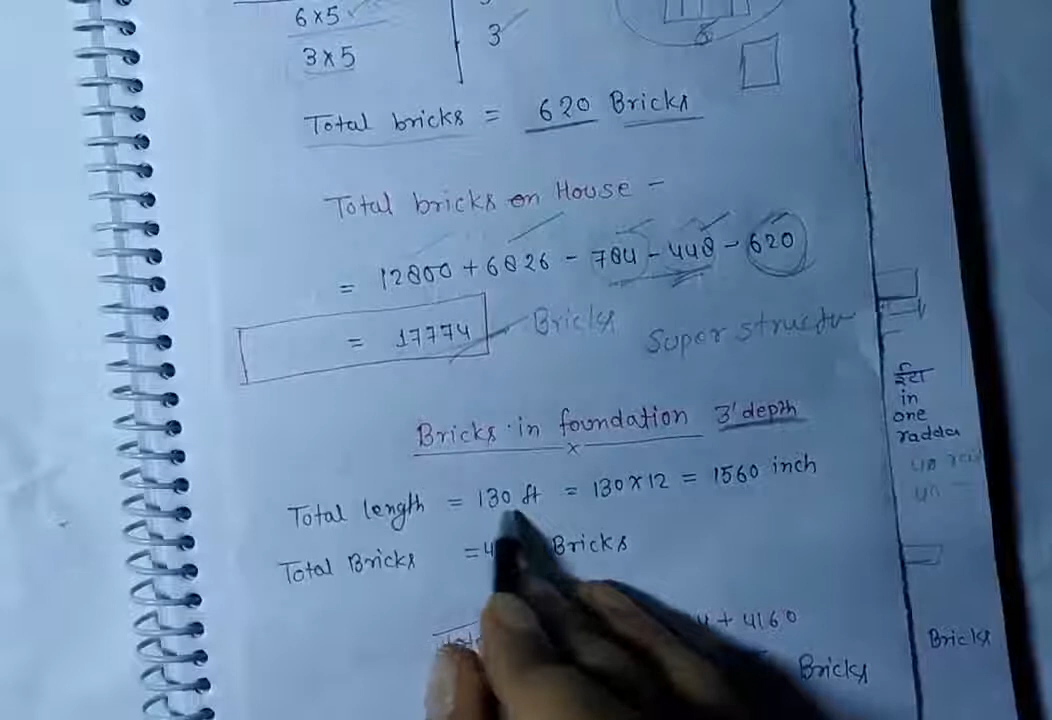 6×5
3×5
3
Total bricks = 620 Bricks
Total bricks on House –
= 12800 + 6826 – 784 – 448 – 620
= 17774 Bricks
Super structu
Bricks in foundation 3' depth
Total length = 130 ft = 130×12 = 1560 inch
Total Bricks = 4 Bricks
+ 4160
Bricks
ईंटा
in
one
radda
Bricks